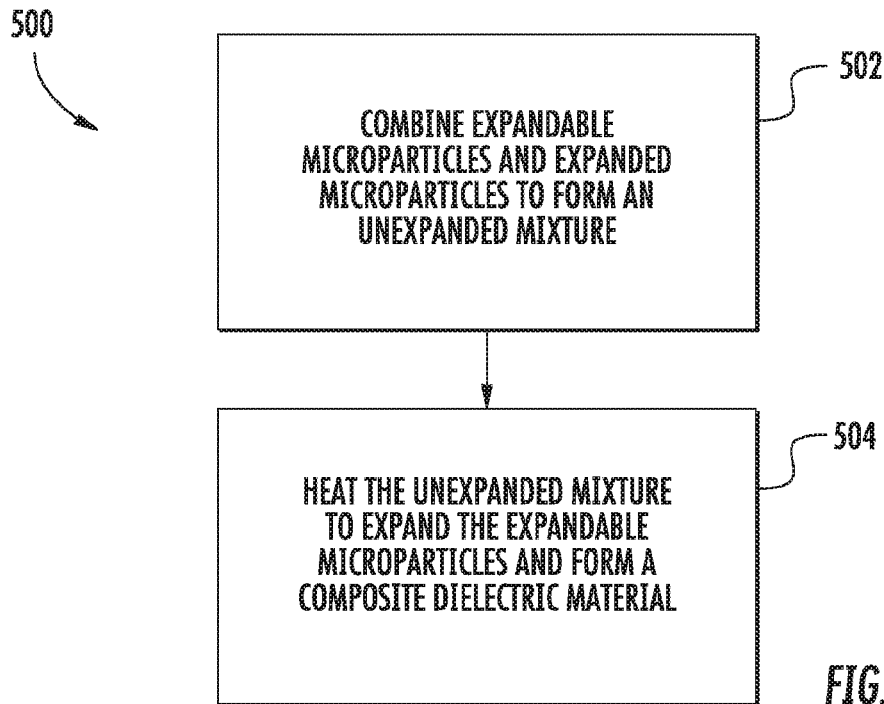 500
502
COMBINE EXPANDABLE
MICROPARTICLES AND EXPANDED
MICROPARTICLES TO FORM AN
UNEXPANDED MIXTURE
504
HEAT THE UNEXPANDED MIXTURE
TO EXPAND THE EXPANDABLE
MICROPARTICLES AND FORM A
COMPOSITE DIELECTRIC MATERIAL
FIG.